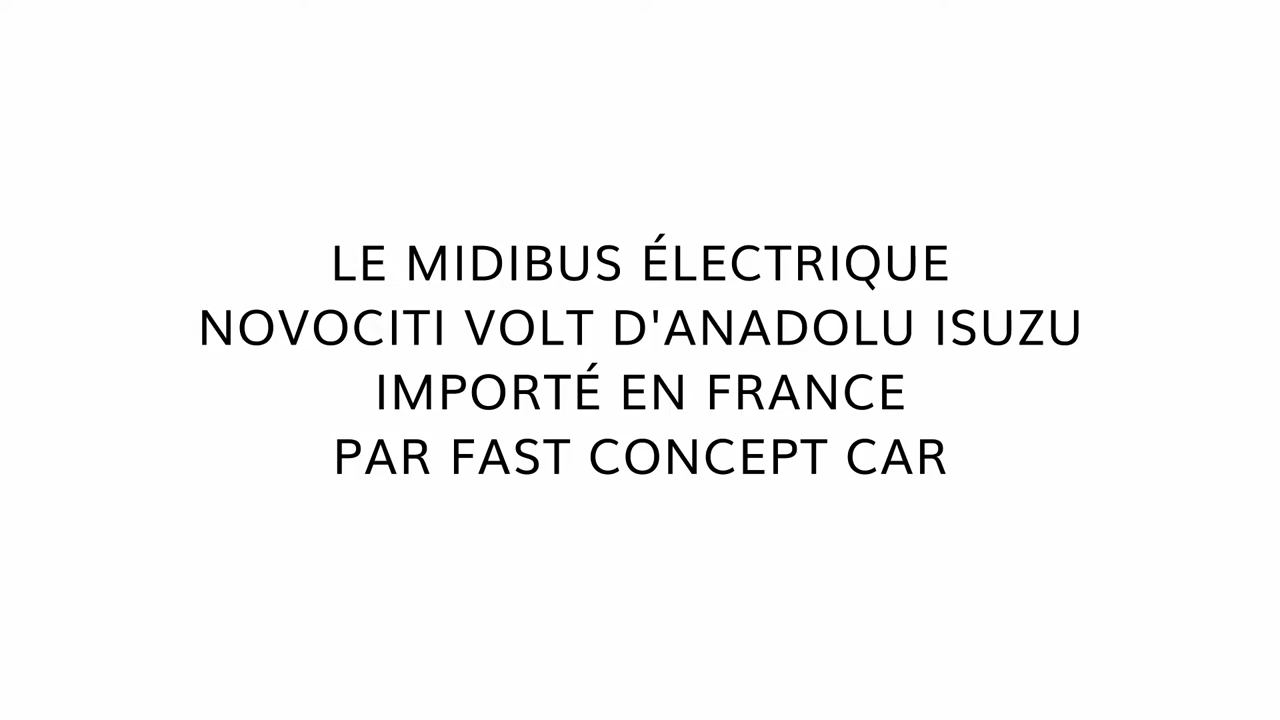 LE MIDIBUS ÉLECTRIQUE
NOVOCITI VOLT D'ANADOLU ISUZU
IMPORTÉ EN FRANCE
PAR FAST CONCEPT CAR